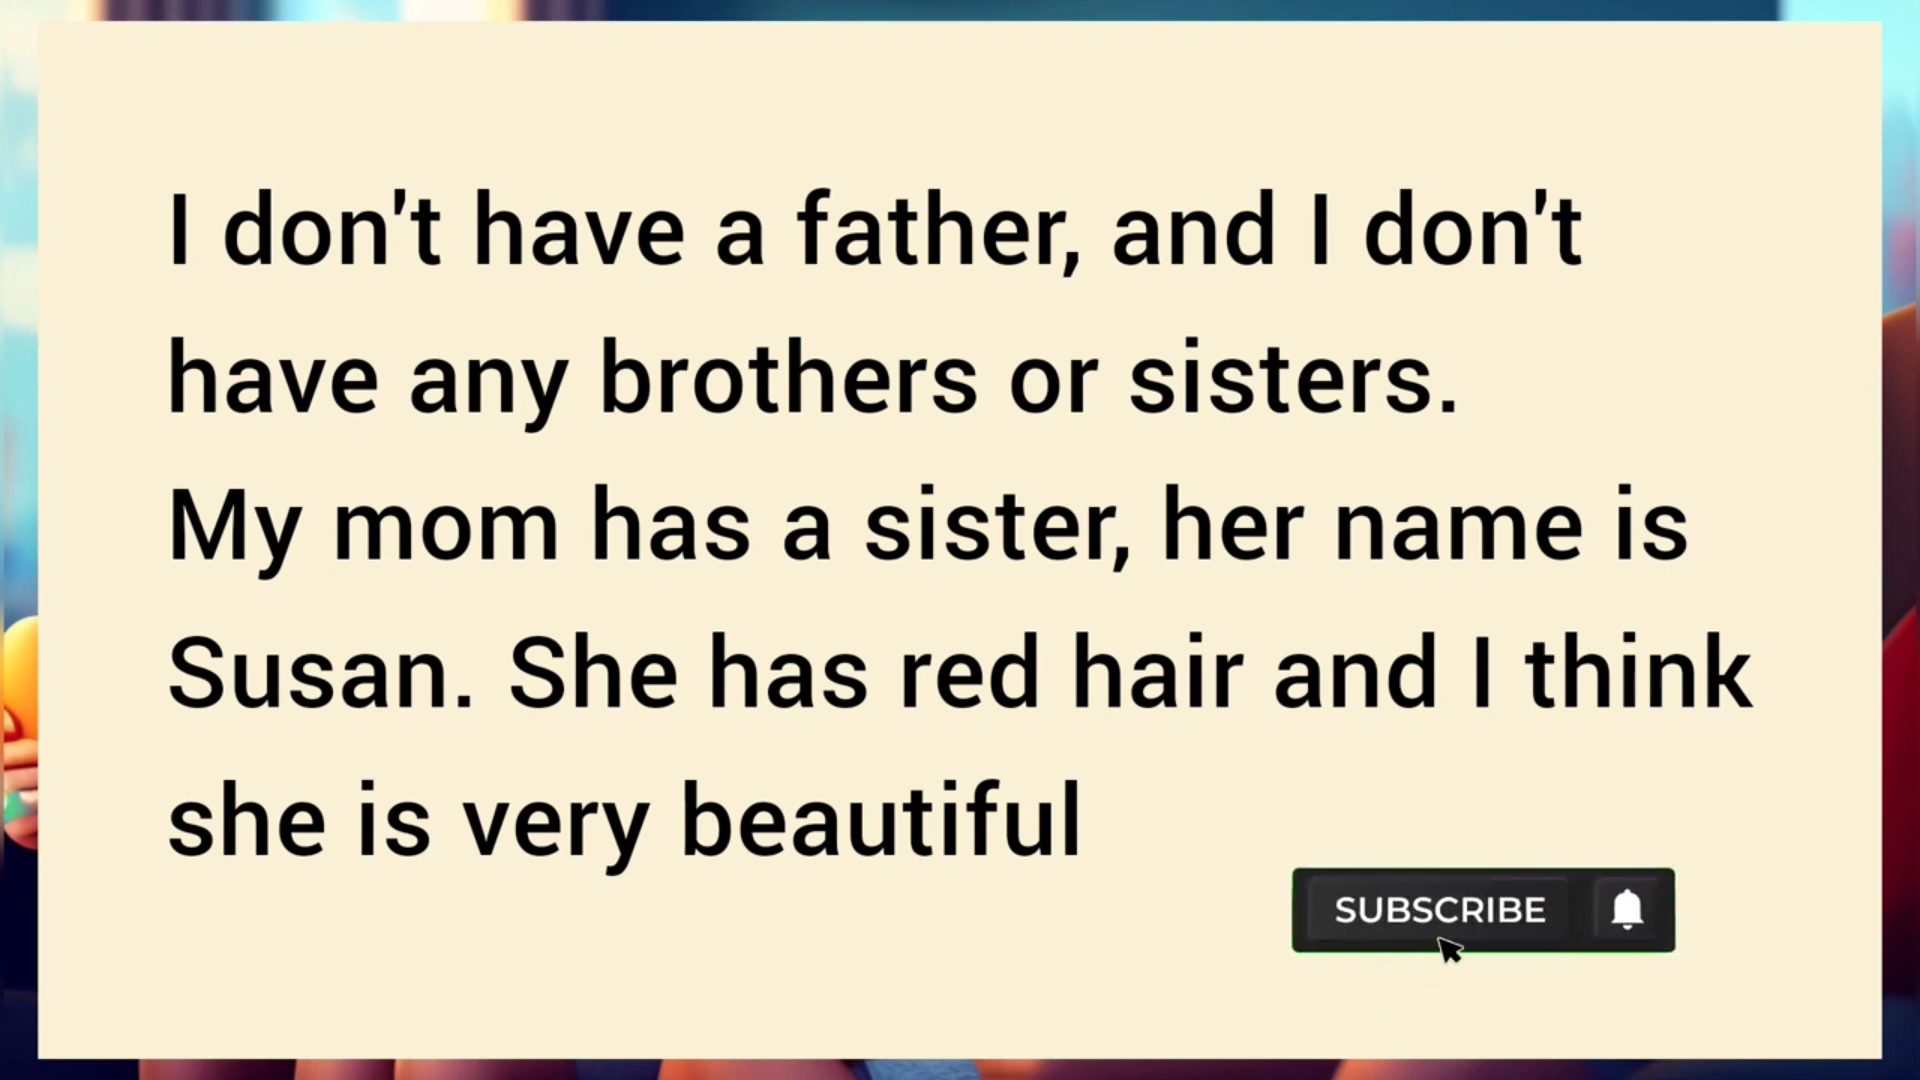 I don't have a father, and I don't
have any brothers or sisters.
My mom has a sister, her name is
Susan. She has red hair and I think
she is very beautiful
SUBSCRIBE